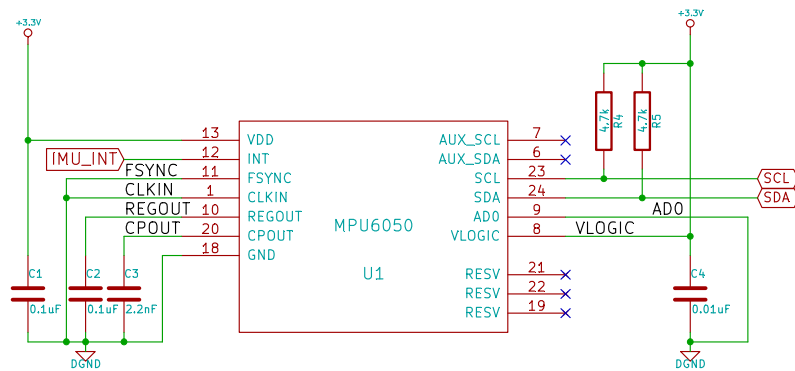 +3.3V
+3.3V
4.7k
R4
4.7k
R5
13 VDD
IMU_INT 12 INT
FSYNC 11 FSYNC
CLKIN 1 CLKIN
REGOUT 10 REGOUT
CPOUT 20 CPOUT
18 GND
MPU6050
U1
AUX_SCL 7
AUX_SDA 6
SCL 23 SCL
SDA 24 SDA
AD0 9 AD0
VLOGIC 8 VLOGIC
RESV 21
RESV 22
RESV 19
C1
0.1uF
C2
0.1uF
C3
2.2nF
C4
0.01uF
DGND
DGND